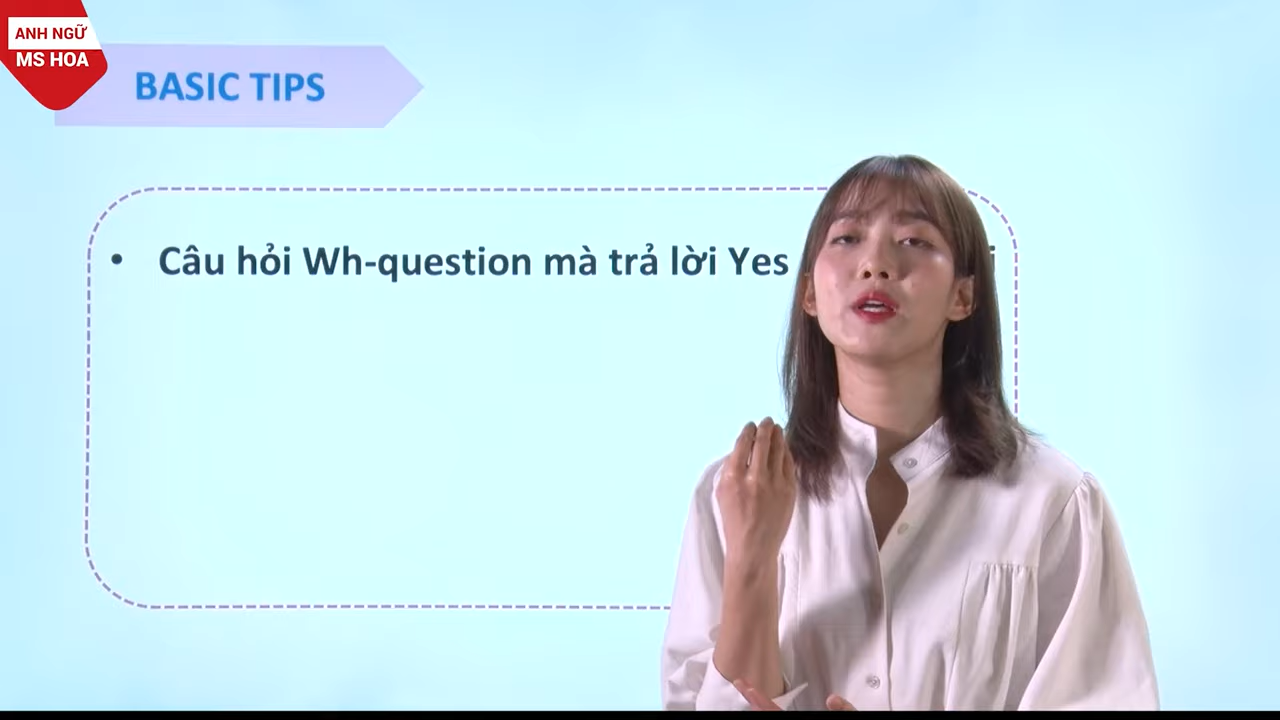 ANH NGỮ
MS HOA
BASIC TIPS
• Câu hỏi Wh-question mà trả lời Yes